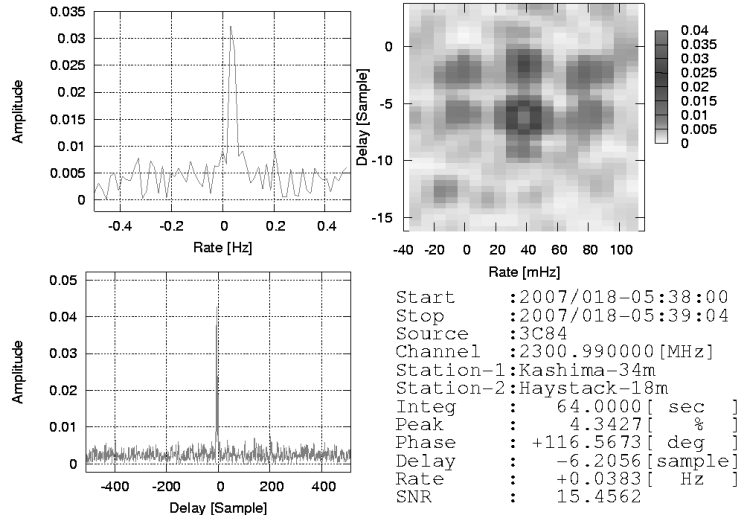 0.035
0.03
0.025
0.02
0.015
0.01
0.005
0
Amplitude
-0.4 -0.2 0 0.2 0.4
Rate [Hz]
0
-5
-10
-15
Delay [Sample]
-40 -20 0 20 40 60 80 100
Rate [mHz]
0.04
0.035
0.03
0.025
0.02
0.015
0.01
0.005
0
0.05
0.04
0.03
0.02
0.01
0
Amplitude
-400 -200 0 200 400
Delay [Sample]
Start :2007/018-05:38:00
Stop :2007/018-05:39:04
Source :3C84
Channel :2300.990000[MHz]
Station-1:Kashima-34m
Station-2:Haystack-18m
Integ : 64.0000[ sec ]
Peak : 4.3427[ % ]
Phase : +116.5673[ deg ]
Delay : -6.2056[sample]
Rate : +0.0383[ Hz ]
SNR : 15.4562